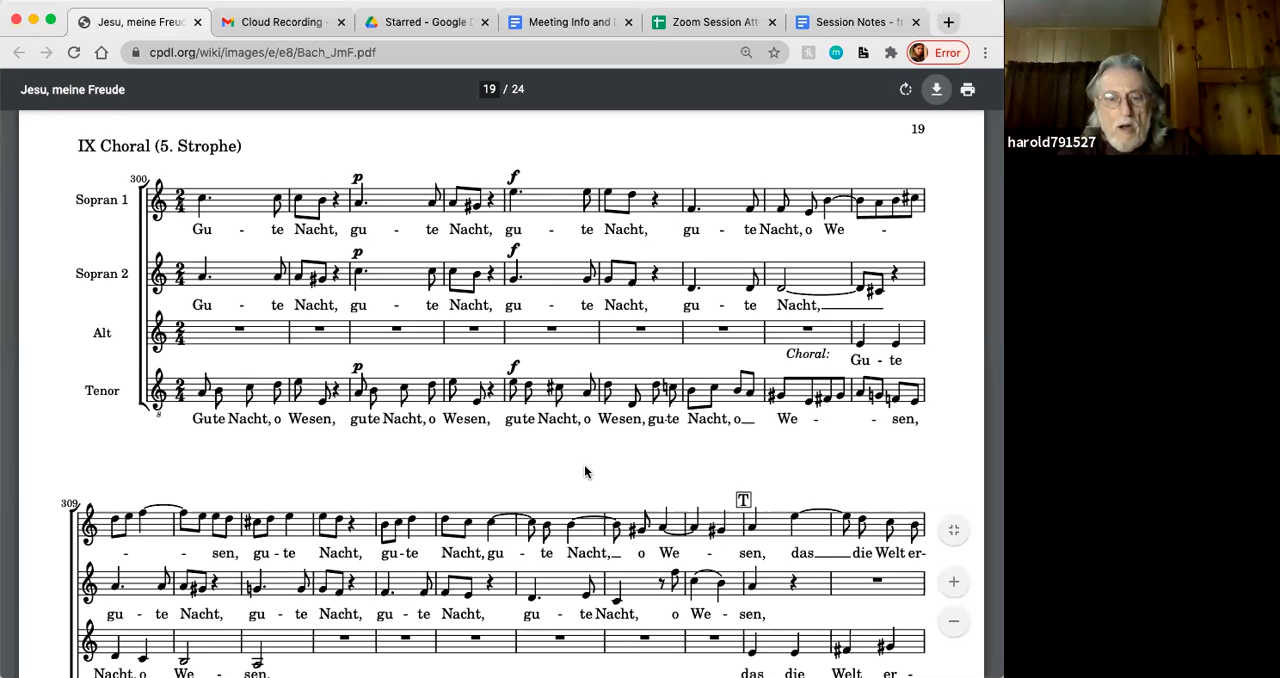 Jesu, meine Freud
Cloud Recording -
Starred - Google D
Meeting Info and L
Zoom Session Att
Session Notes - f
cpdl.org/wiki/images/e/e8/Bach_JmF.pdf
Error
Jesu, meine Freude
19 / 24
harold791527
19
IX Choral (5. Strophe)
300
p
f
Sopran 1
Gu - te Nacht, gu - te Nacht, gu - te Nacht, gu - te Nacht, o We -
p
f
Sopran 2
Gu - te Nacht, gu - te Nacht, gu - te Nacht, gu - te Nacht,
Alt
Choral: Gu - te
p
f
Tenor
8
Gute Nacht, o Wesen, gute Nacht, o Wesen, gute Nacht, o Wesen, gu-te Nacht, o We - - sen,
309
T
- - sen, gu - te Nacht, gu - te Nacht, gu - te Nacht, o We - sen, das die Welt er-
gu - te Nacht, gu - te Nacht, gu - te Nacht, gu - te Nacht, o We - sen,
Nacht, o We - sen, das die Welt er -